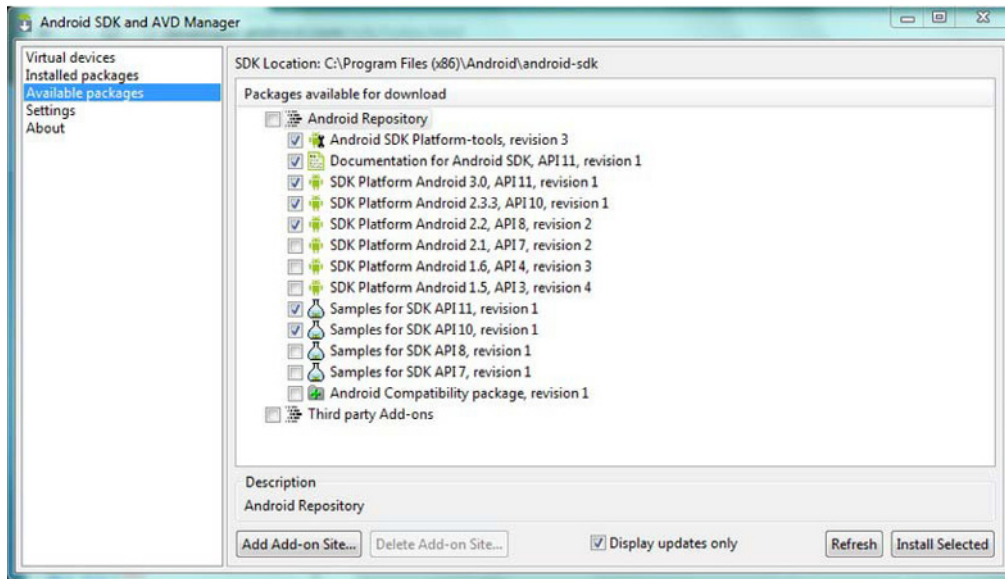 Android SDK and AVD Manager
Virtual devices
Installed packages
Available packages
Settings
About
SDK Location: C:\Program Files (x86)\Android\android-sdk
Packages available for download
Android Repository
Android SDK Platform-tools, revision 3
Documentation for Android SDK, API 11, revision 1
SDK Platform Android 3.0, API 11, revision 1
SDK Platform Android 2.3.3, API 10, revision 1
SDK Platform Android 2.2, API 8, revision 2
SDK Platform Android 2.1, API 7, revision 2
SDK Platform Android 1.6, API 4, revision 3
SDK Platform Android 1.5, API 3, revision 4
Samples for SDK API 11, revision 1
Samples for SDK API 10, revision 1
Samples for SDK API 8, revision 1
Samples for SDK API 7, revision 1
Android Compatibility package, revision 1
Third party Add-ons
Description
Android Repository
Add Add-on Site... Delete Add-on Site... Display updates only Refresh Install Selected